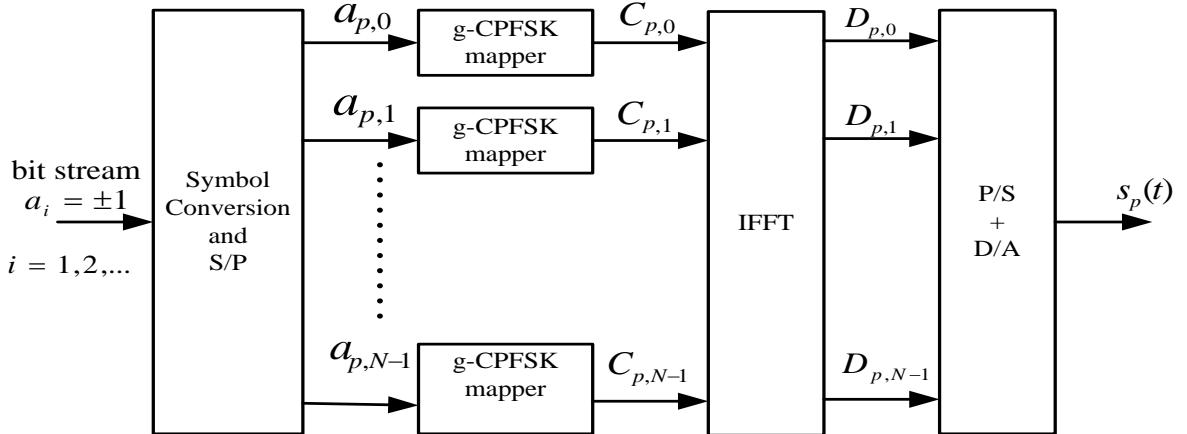 bit stream
a_i = ±1
i = 1,2,...
Symbol
Conversion
and
S/P
a_{p,0}
g-CPFSK
mapper
C_{p,0}
a_{p,1}
g-CPFSK
mapper
C_{p,1}
a_{p,N−1}
g-CPFSK
mapper
C_{p,N−1}
IFFT
D_{p,0}
D_{p,1}
D_{p,N−1}
P/S
+
D/A
s_p(t)